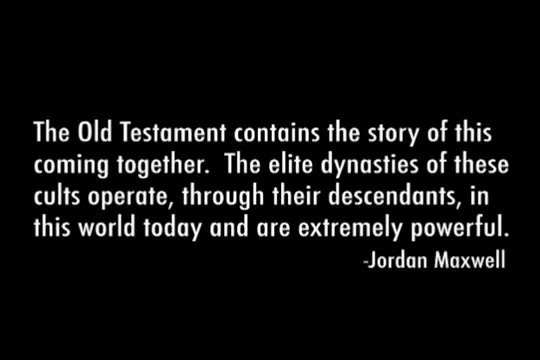 The Old Testament contains the story of this
coming together.  The elite dynasties of these
cults operate, through their descendants, in
this world today and are extremely powerful.
-Jordan Maxwell